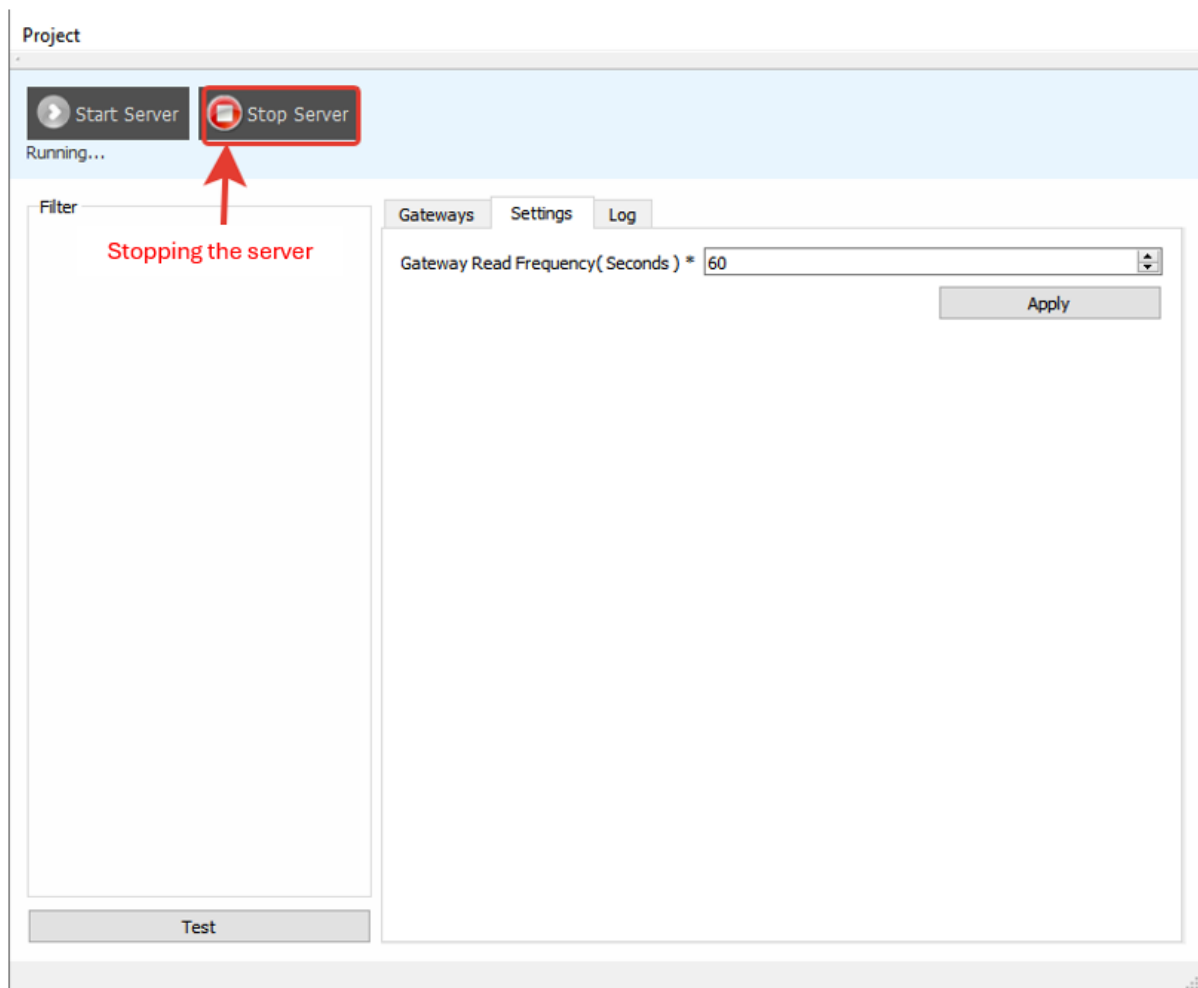 Project
Start Server
Stop Server
Running...
Filter
Stopping the server
Gateways
Settings
Log
Gateway Read Frequency( Seconds ) * 60
Apply
Test